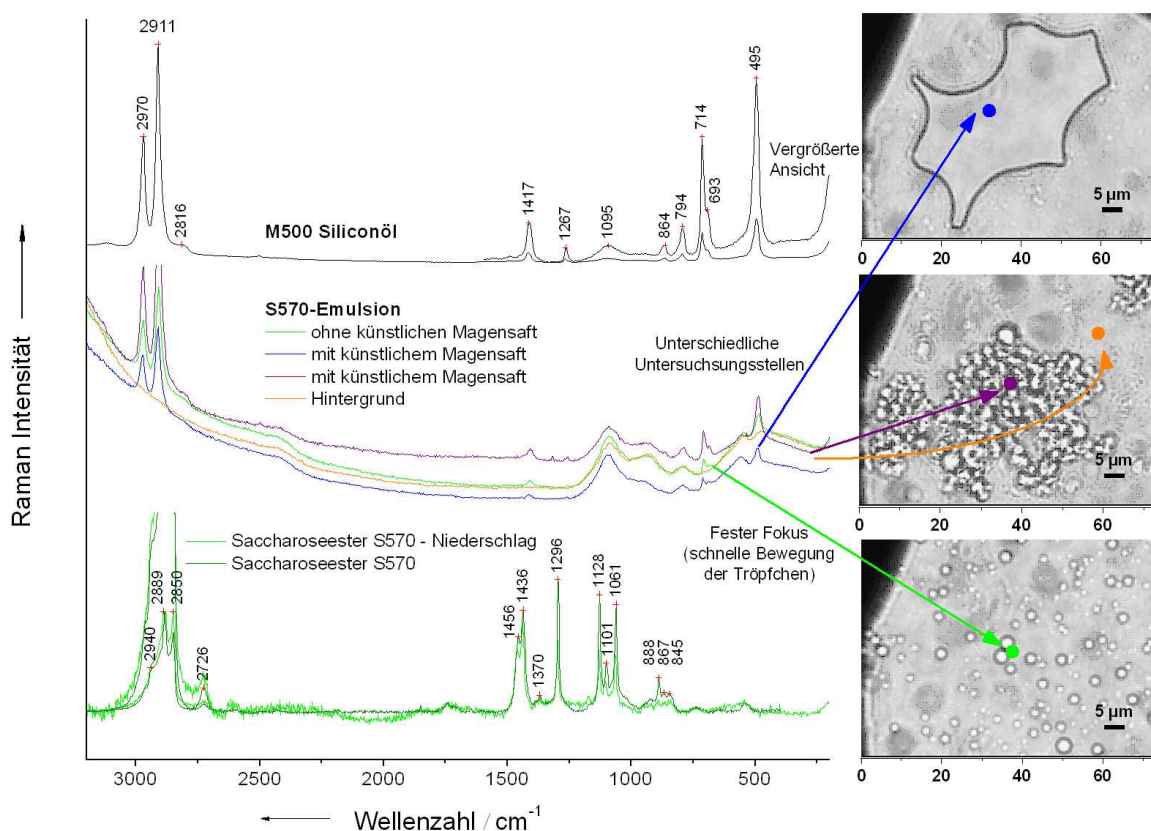 2911
2970
2816
M500 Siliconöl
1417
1267
1095
864
794
714
693
495
Vergrößerte
Ansicht
S570-Emulsion
ohne künstlichen Magensaft
mit künstlichem Magensaft
mit künstlichem Magensaft
Hintergrund
Unterschiedliche
Untersuchsungsstellen
Saccharoseester S570 - Niederschlag
Saccharoseester S570
Fester Fokus
(schnelle Bewegung
der Tröpfchen)
2940
2889
2850
2726
1456
1436
1370
1296
1128
1101
1061
888
867
845
Raman Intensität
3000 2500 2000 1500 1000 500
Wellenzahl / cm-1
5 µm
0 20 40 60
5 µm
0 20 40 60
5 µm
0 20 40 60